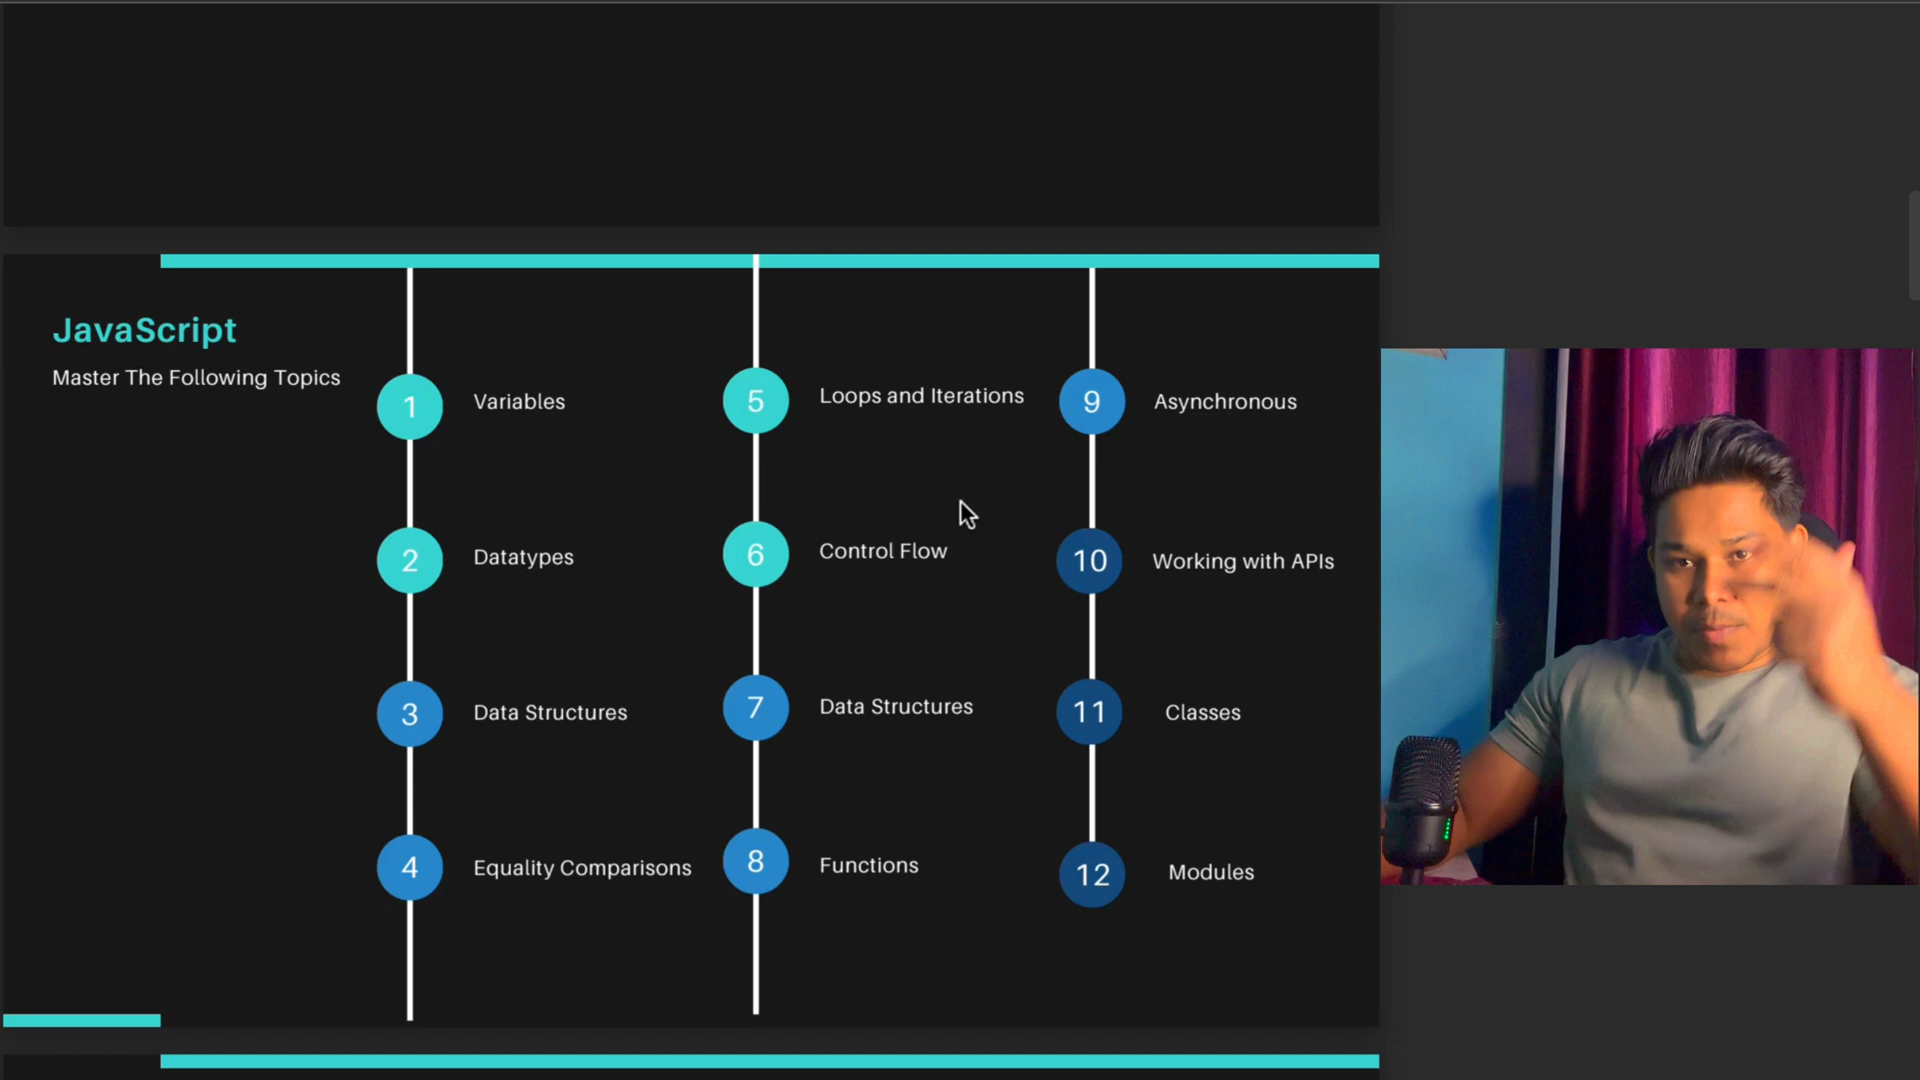 JavaScript
Master The Following Topics
1 Variables
2 Datatypes
3 Data Structures
4 Equality Comparisons
5 Loops and Iterations
6 Control Flow
7 Data Structures
8 Functions
9 Asynchronous
10 Working with APIs
11 Classes
12 Modules